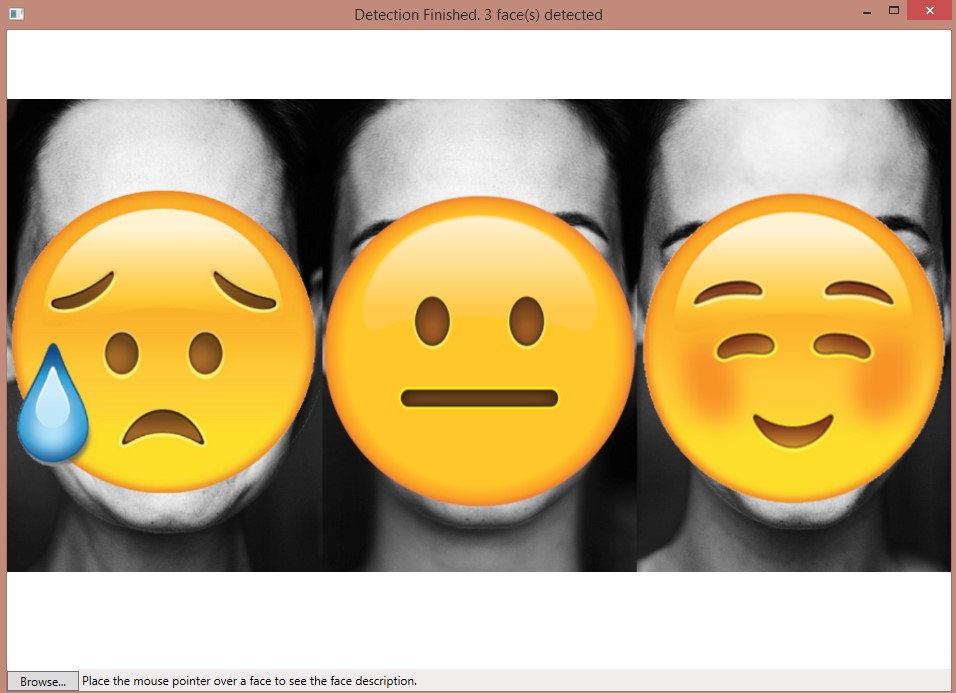 Detection Finished. 3 face(s) detected
Browse...
Place the mouse pointer over a face to see the face description.